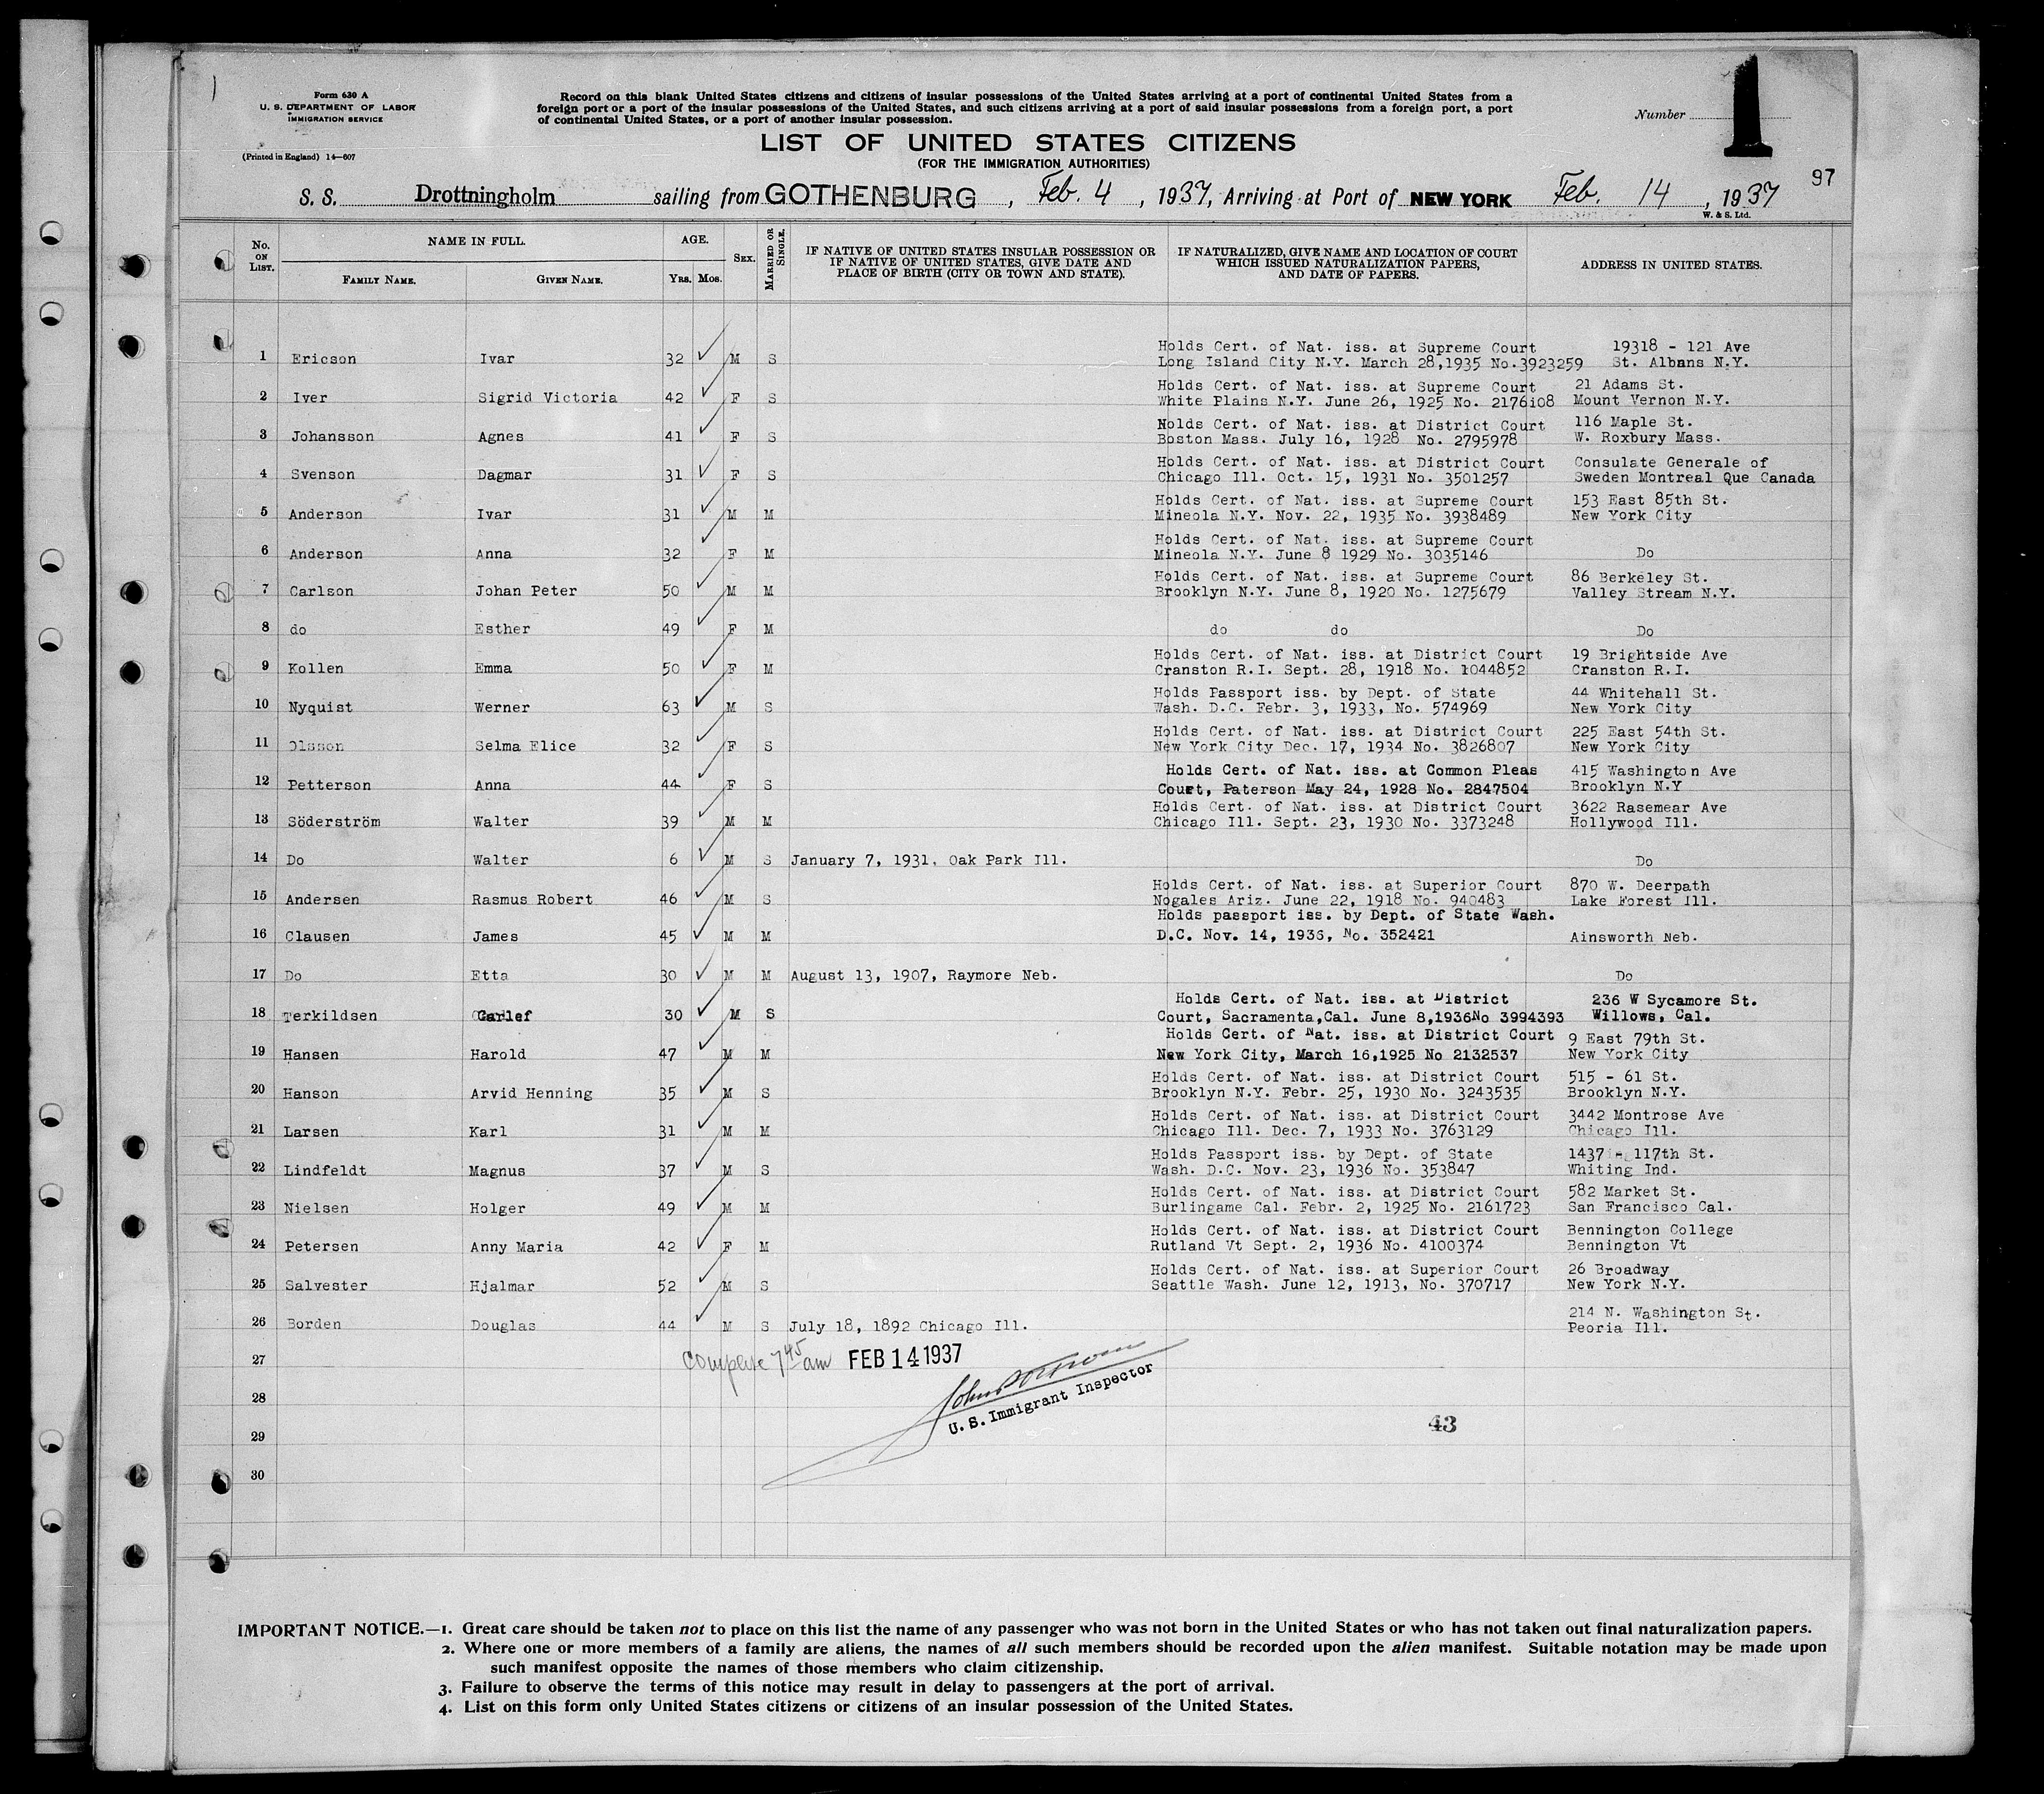 Form 630 A
U. S. DEPARTMENT OF LABOR
IMMIGRATION SERVICE
(Printed in England) 14—607
Record on this blank United States citizens and citizens of insular possessions of the United States arriving at a port of continental United States from a
foreign port or a port of the insular possessions of the United States, and such citizens arriving at a port of said insular possessions from a foreign port, a port
of continental United States, or a port of another insular possession.
Number 1
LIST OF UNITED STATES CITIZENS
(FOR THE IMMIGRATION AUTHORITIES)
97
S. S. Drottningholm sailing from GOTHENBURG, Feb. 4, 1937, Arriving at Port of NEW YORK Feb. 14, 1937
W. & S. Ltd.
No. ON LIST. NAME IN FULL. FAMILY NAME. GIVEN NAME. AGE. YRS. MOS. SEX. MARRIED OR SINGLE.
IF NATIVE OF UNITED STATES INSULAR POSSESSION OR
IF NATIVE OF UNITED STATES, GIVE DATE AND
PLACE OF BIRTH (CITY OR TOWN AND STATE).
IF NATURALIZED, GIVE NAME AND LOCATION OF COURT
WHICH ISSUED NATURALIZATION PAPERS,
AND DATE OF PAPERS.
ADDRESS IN UNITED STATES.
Holds Cert. of Nat. iss. at Supreme Court 19318 - 121 Ave
1 Ericson Ivar 32 M S Long Island City N.Y. March 28,1935 No.3923259 St. Albans N.Y.
Holds Cert. of Nat. iss. at Supreme Court 21 Adams St.
2 Iver Sigrid Victoria 42 F S White Plains N.Y. June 26, 1925 No. 2176108 Mount Vernon N.Y.
Holds Cert. of Nat. iss. at District Court 116 Maple St.
3 Johansson Agnes 41 F S Boston Mass. July 16, 1928 No. 2795978 W. Roxbury Mass.
Holds Cert. of Nat. iss. at District Court Consulate Generale of
4 Svenson Dagmar 31 F S Chicago Ill. Oct. 15, 1931 No. 3501257 Sweden Montreal Que Canada
Holds Cert. of Nat. iss. at Supreme Court 153 East 85th St.
5 Anderson Ivar 31 M M Mineola N.Y. Nov. 22, 1935 No. 3938489 New York City
Holds Cert. of Nat. iss. at Supreme Court
6 Anderson Anna 32 F M Mineola N.Y. June 8 1929 No. 3035146 Do
Holds Cert. of Nat. iss. at Supreme Court 86 Berkeley St.
7 Carlson Johan Peter 50 M M Brooklyn N.Y. June 8, 1920 No. 1275679 Valley Stream N.Y.
8 do Esther 49 F M do do Do
Holds Cert. of Nat. iss. at District Court 19 Brightside Ave
9 Kollen Emma 50 F M Cranston R.I. Sept. 28, 1918 No. 1044852 Cranston R.I.
Holds Passport iss. by Dept. of State 44 Whitehall St.
10 Nyquist Werner 63 M S Wash. D.C. Febr. 3, 1933, No. 574969 New York City
Holds Cert. of Nat. iss. at District Court 225 East 54th St.
11 Olsson Selma Elice 32 F S New York City Dec. 17, 1934 No. 3826807 New York City
Holds Cert. of Nat. iss. at Common Pleas 415 Washington Ave
12 Petterson Anna 44 F S Court, Paterson May 24, 1928 No. 2847504 Brooklyn N.Y
Holds Cert. of Nat. iss. at District Court 3622 Rasemear Ave
13 Söderström Walter 39 M M Chicago Ill. Sept. 23, 1930 No. 3373248 Hollywood Ill.
14 Do Walter 6 M S January 7, 1931, Oak Park Ill. Do
Holds Cert. of Nat. iss. at Superior Court 870 W. Deerpath
15 Andersen Rasmus Robert 46 M S Nogales Ariz. June 22, 1918 No. 940483 Lake Forest Ill.
Holds passport iss. by Dept. of State Wash.
16 Clausen James 45 M M D.C. Nov. 14, 1936, No. 352421 Ainsworth Neb.
17 Do Etta 30 M M August 13, 1907, Raymore Neb. Do
Holds Cert. of Nat. iss. at District 236 W Sycamore St.
18 Terkildsen Carlef 30 M S Court, Sacramenta,Cal. June 8,1936No 3994393 Willows, Cal.
Holds Cert. of Nat. iss. at District Court 9 East 79th St.
19 Hansen Harold 47 M M New York City, March 16,1925 No 2132537 New York City
Holds Cert. of Nat. iss. at District Court 515 - 61 St.
20 Hanson Arvid Henning 35 M S Brooklyn N.Y. Febr. 25, 1930 No. 3243535 Brooklyn N.Y.
Holds Cert. of Nat. iss. at District Court 3442 Montrose Ave
21 Larsen Karl 31 M M Chicago Ill. Dec. 7, 1933 No. 3763129 Chicago Ill.
Holds Passport iss. by Dept. of State 1437 - 117th St.
22 Lindfeldt Magnus 37 M S Wash. D.C. Nov. 23, 1936 No. 353847 Whiting Ind.
Holds Cert. of Nat. iss. at District Court 582 Market St.
23 Nielsen Holger 49 M M Burlingame Cal. Febr. 2, 1925 No. 2161723 San Francisco Cal.
Holds Cert. of Nat. iss. at District Court Bennington College
24 Petersen Anny Maria 42 F M Rutland Vt Sept. 2, 1936 No. 4100374 Bennington Vt
Holds Cert. of Nat. iss. at Superior Court 26 Broadway
25 Salvester Hjalmar 52 M S Seattle Wash. June 12, 1913, No. 370717 New York N.Y.
214 N. Washington St.
26 Borden Douglas 44 M S July 18, 1892 Chicago Ill. Peoria Ill.
27 Complete 7 45 am FEB 14 1937
28 U. S. Immigrant Inspector
43
29
30
IMPORTANT NOTICE.—1. Great care should be taken not to place on this list the name of any passenger who was not born in the United States or who has not taken out final naturalization papers.
2. Where one or more members of a family are aliens, the names of all such members should be recorded upon the alien manifest. Suitable notation may be made upon
such manifest opposite the names of those members who claim citizenship.
3. Failure to observe the terms of this notice may result in delay to passengers at the port of arrival.
4. List on this form only United States citizens or citizens of an insular possession of the United States.